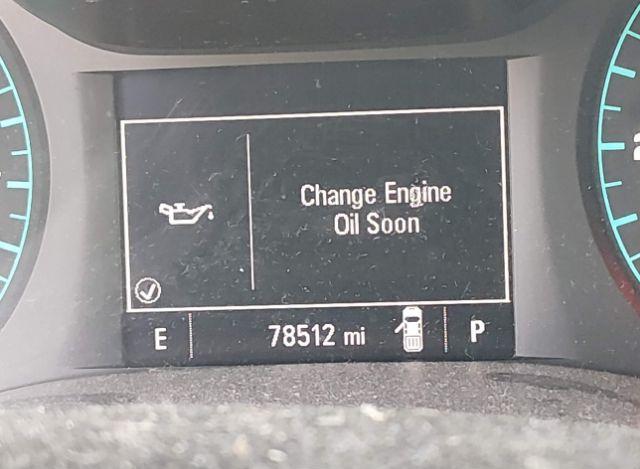 Change Engine
Oil Soon
E 78512 mi P